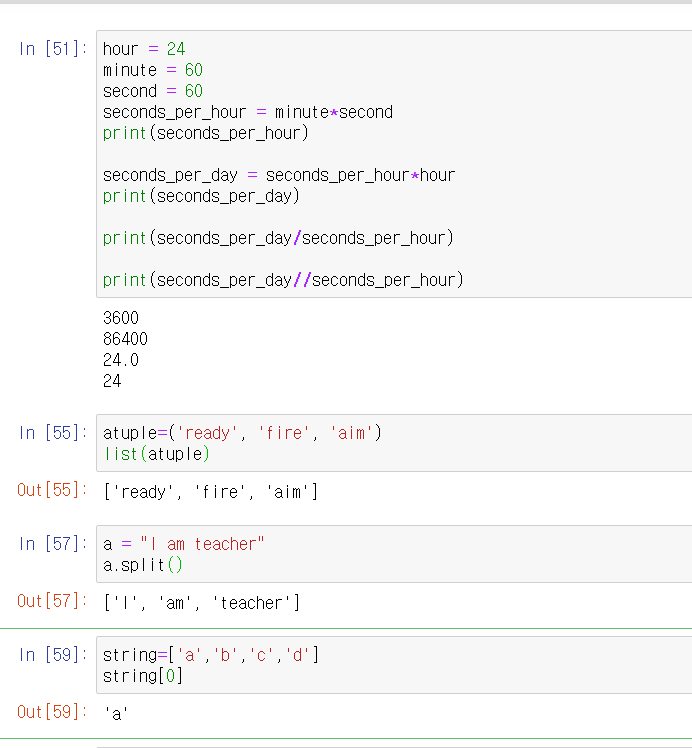 In [51]: hour = 24
minute = 60
second = 60
seconds_per_hour = minute*second
print(seconds_per_hour)
seconds_per_day = seconds_per_hour*hour
print(seconds_per_day)
print(seconds_per_day/seconds_per_hour)
print(seconds_per_day//seconds_per_hour)
3600
86400
24.0
24
In [55]: atuple=('ready', 'fire', 'aim')
list(atuple)
Out[55]: ['ready', 'fire', 'aim']
In [57]: a = "I am teacher"
a.split()
Out[57]: ['I', 'am', 'teacher']
In [59]: string=['a','b','c','d']
string[0]
Out[59]: 'a'